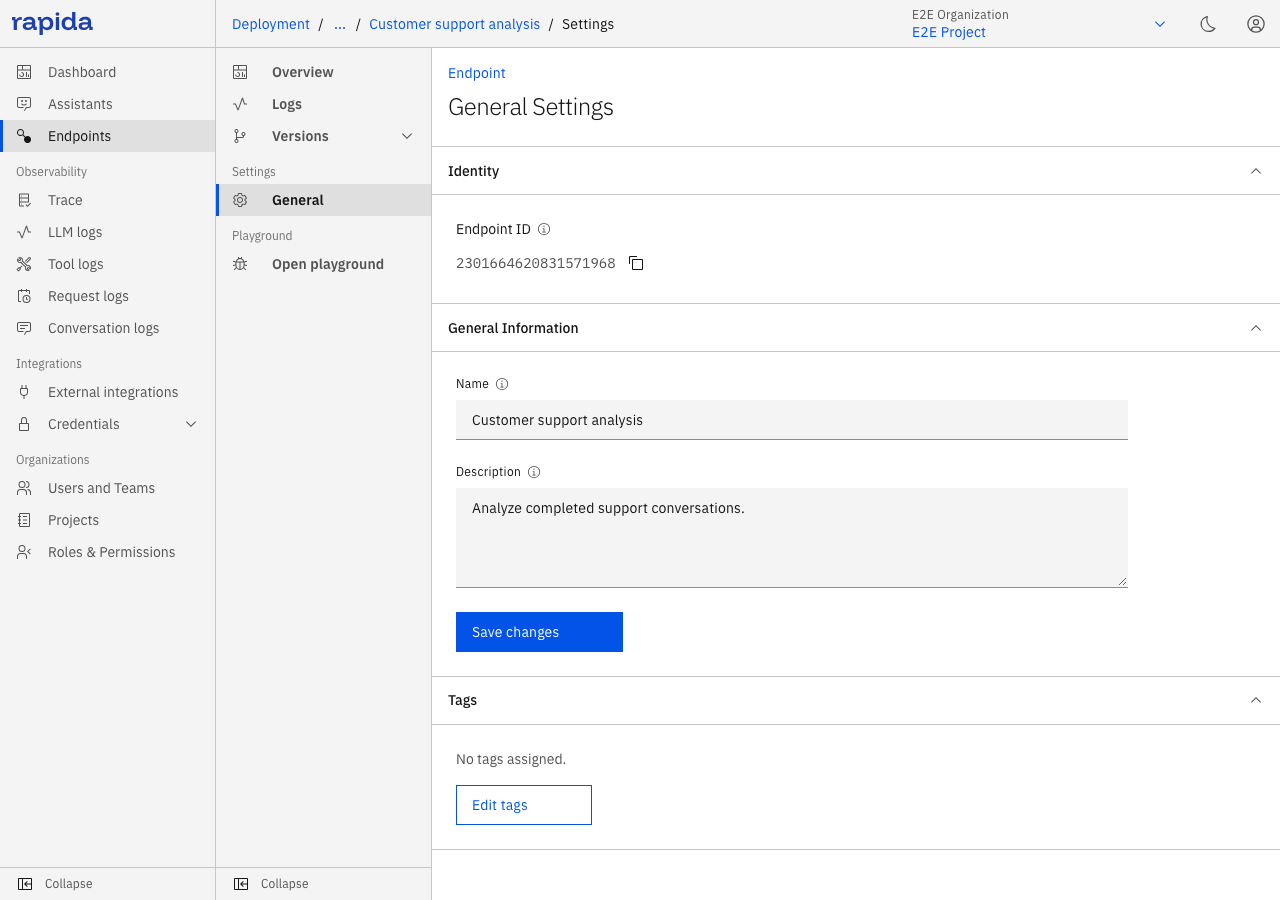 rapida
Deployment / ... / Customer support analysis / Settings
E2E Organization
E2E Project
Dashboard
Assistants
Endpoints
Observability
Trace
LLM logs
Tool logs
Request logs
Conversation logs
Integrations
External integrations
Credentials
Organizations
Users and Teams
Projects
Roles & Permissions
Collapse
Overview
Logs
Versions
Settings
General
Playground
Open playground
Collapse
Endpoint
General Settings
Identity
Endpoint ID
2301664620831571968
General Information
Name
Customer support analysis
Description
Analyze completed support conversations.
Save changes
Tags
No tags assigned.
Edit tags